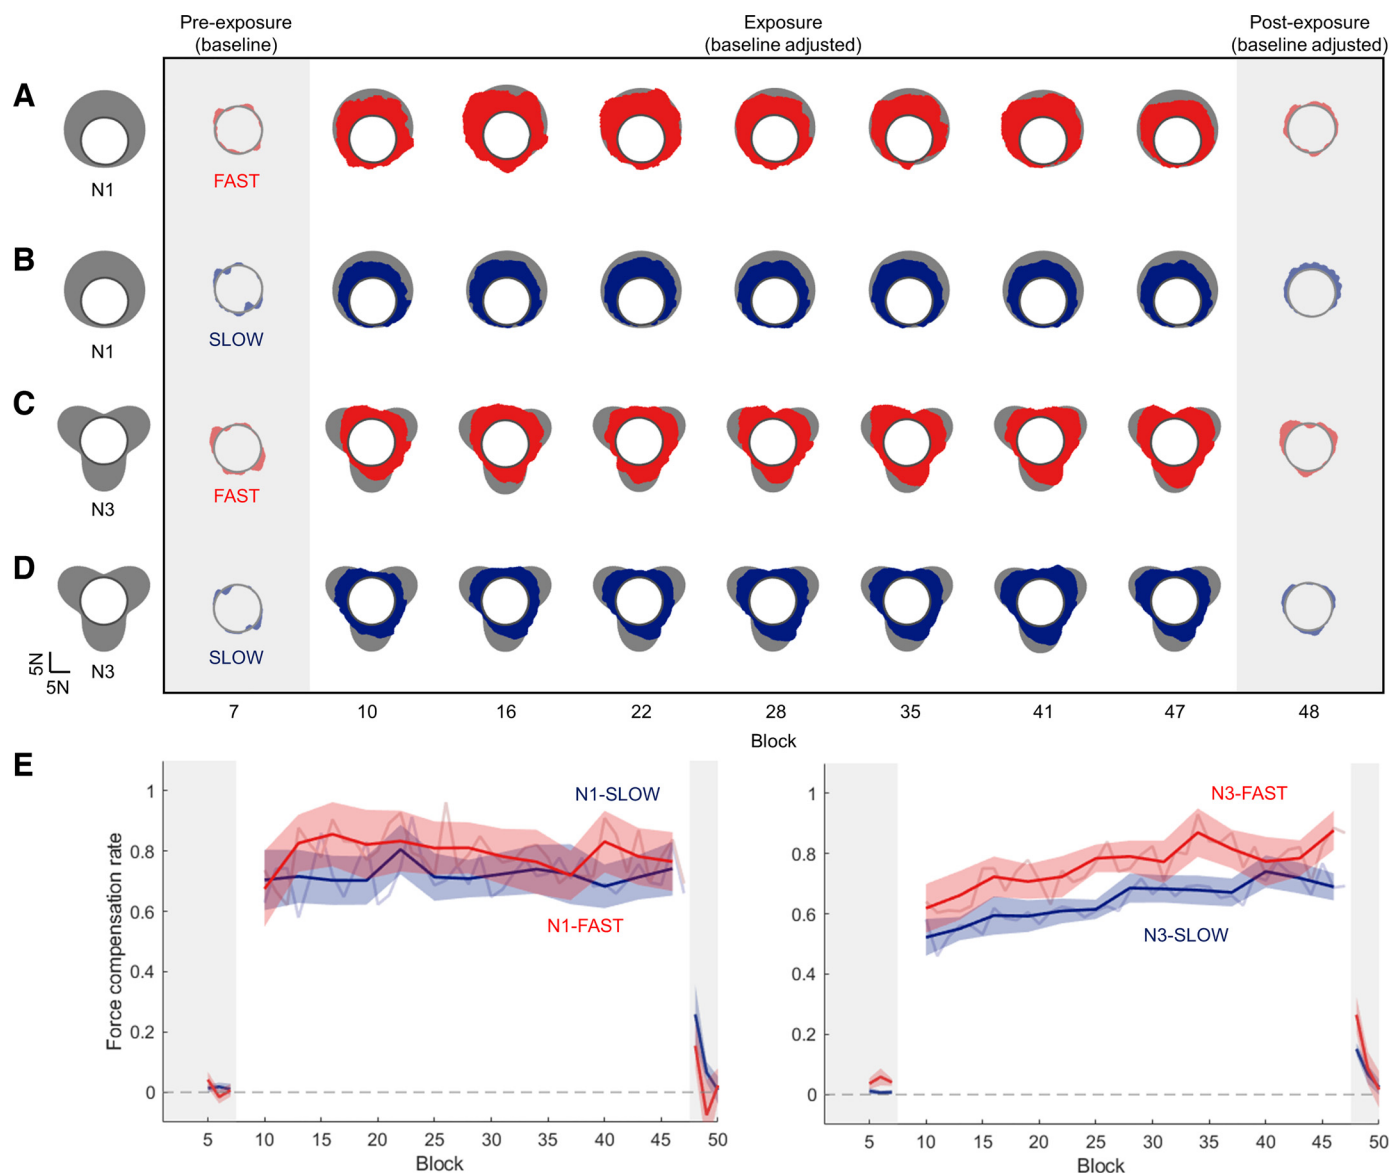 Pre-exposure
(baseline)
Exposure
(baseline adjusted)
Post-exposure
(baseline adjusted)
A
N1
FAST
B
N1
SLOW
C
N3
FAST
D
N3
SLOW
5N
5N
7
10
16
22
28
35
41
47
48
Block
E
Force compensation rate
1
0.8
0.6
0.4
0.2
0
N1-SLOW
N1-FAST
5
10
15
20
25
30
35
40
45
50
Block
1
0.8
0.6
0.4
0.2
0
N3-FAST
N3-SLOW
5
10
15
20
25
30
35
40
45
50
Block